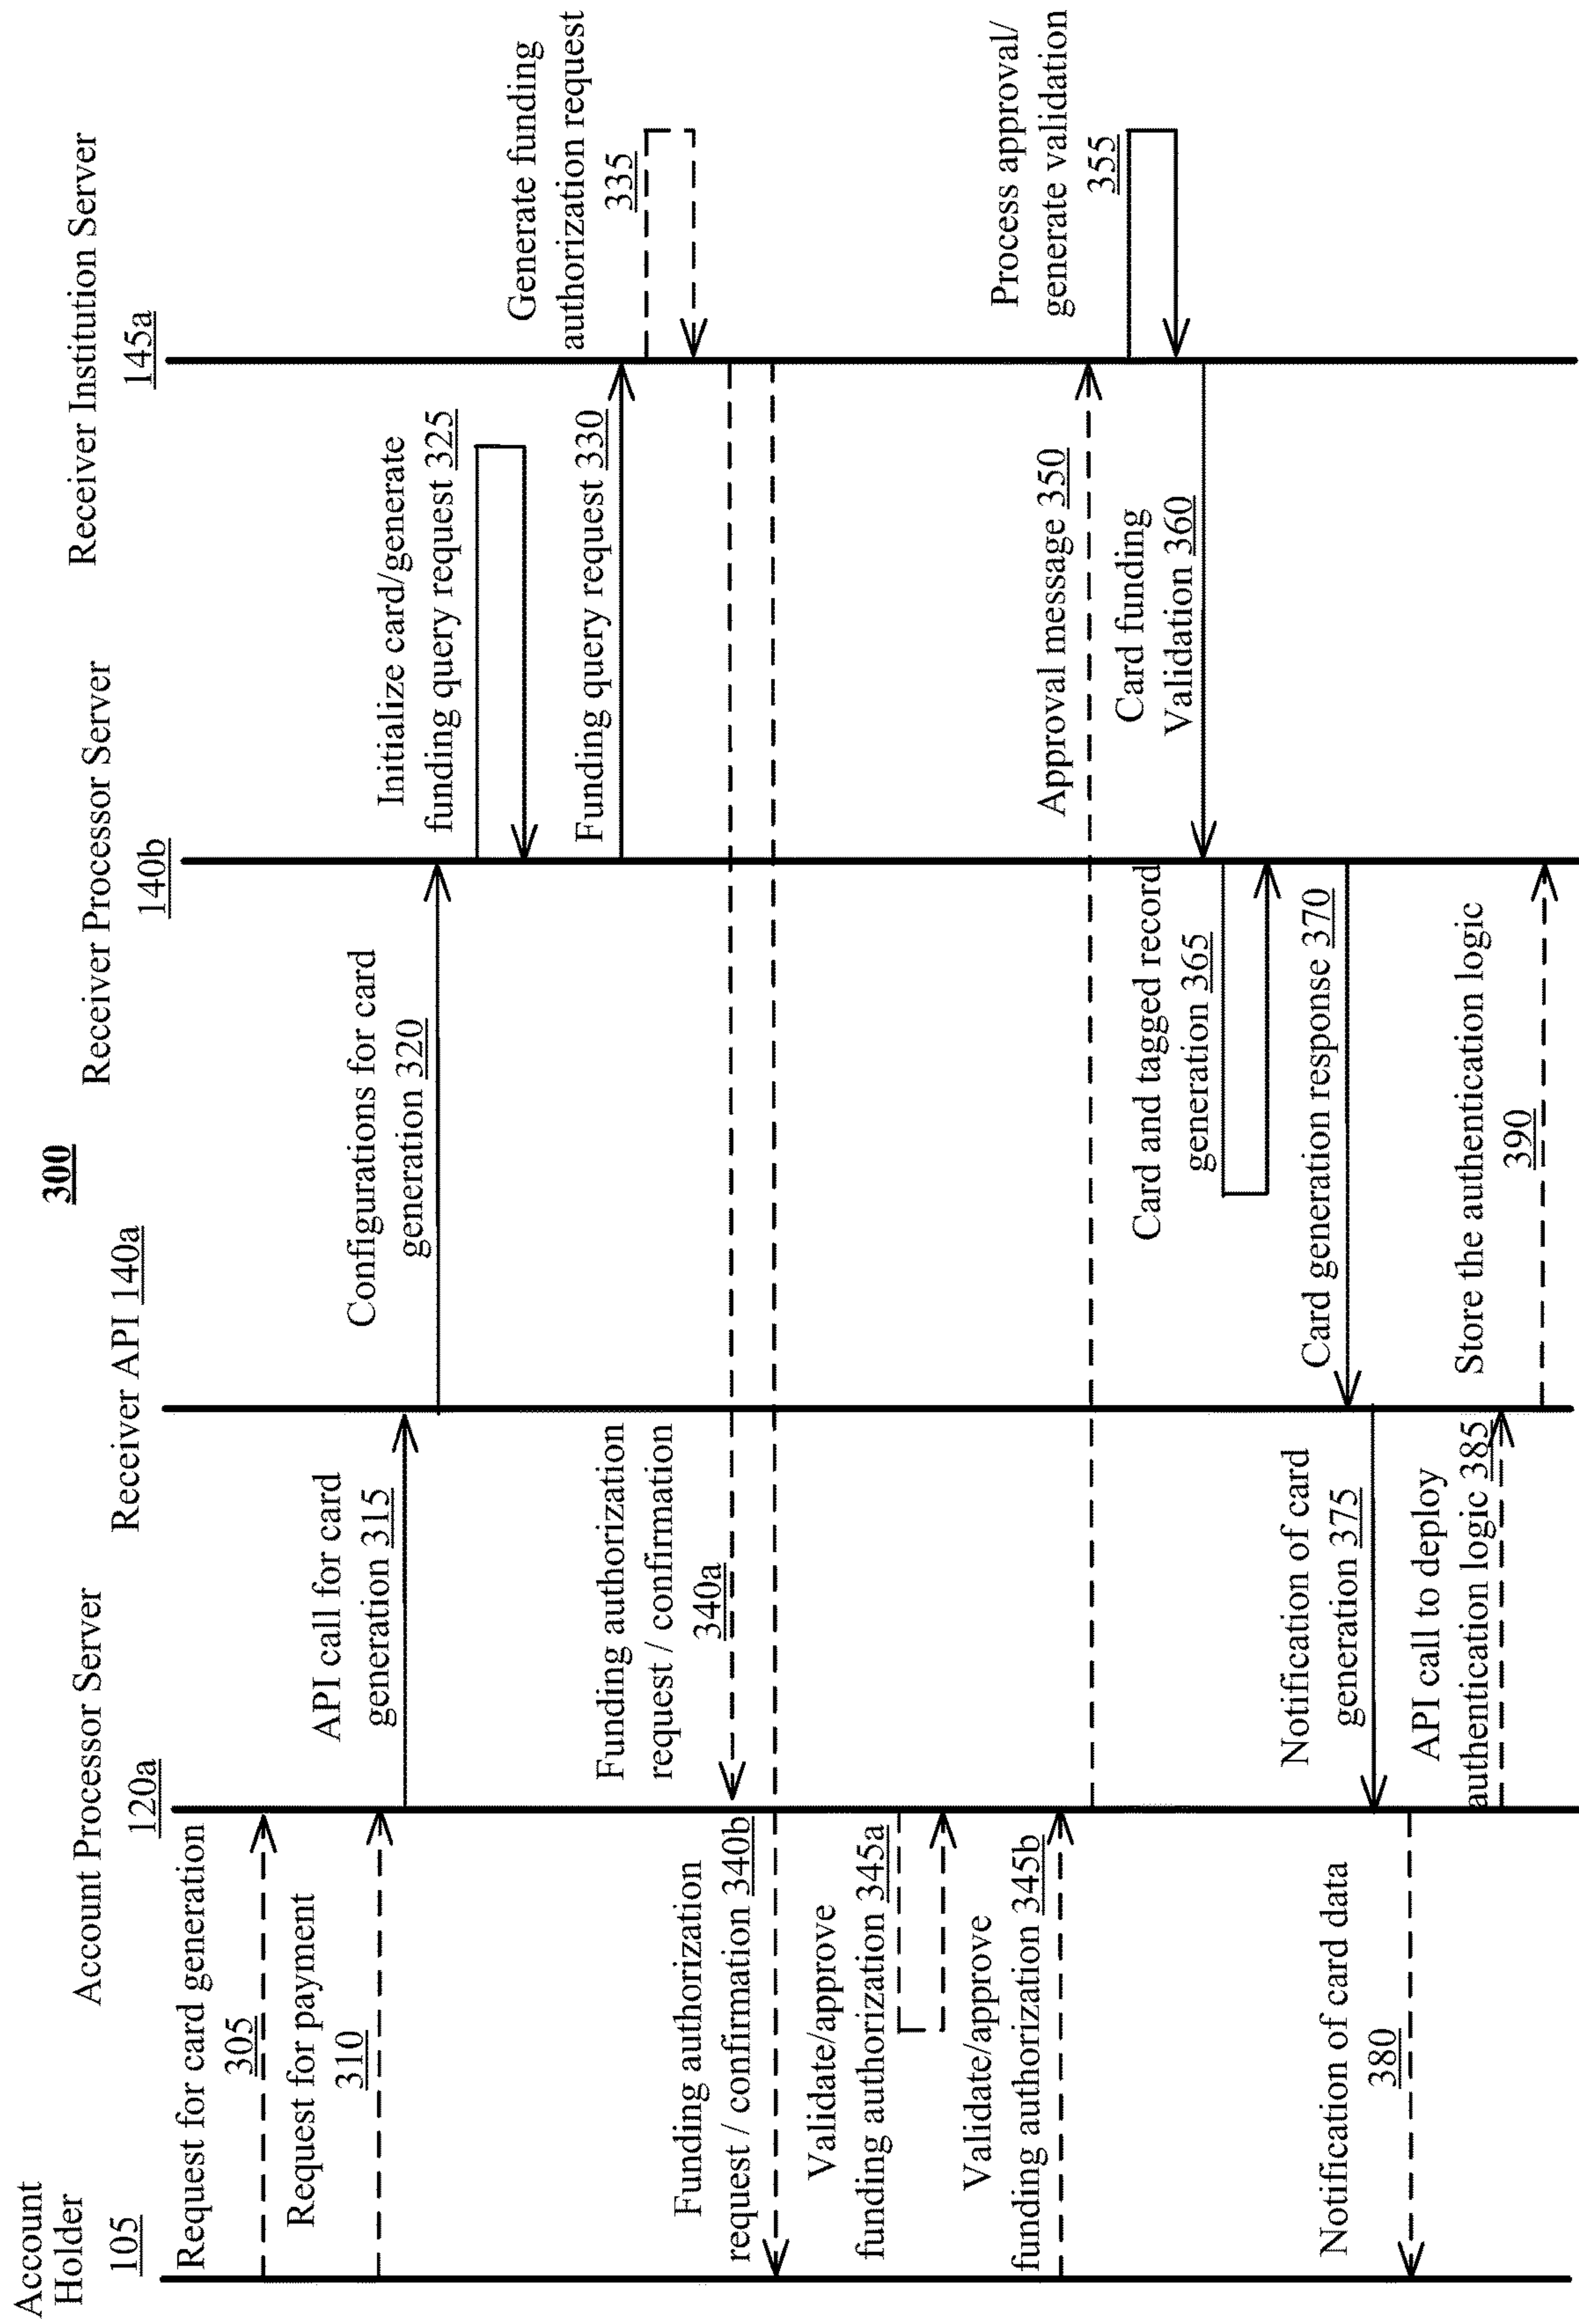 300
Account
Holder
105
Account Processor Server
120a
Receiver API 140a
Receiver Processor Server
140b
Receiver Institution Server
145a
Request for card generation
305
Request for payment
310
API call for card
generation 315
Configurations for card
generation 320
Initialize card/generate
funding query request 325
Funding query request 330
Generate funding
authorization request
335
Funding authorization
request / confirmation
340a
Funding authorization
request / confirmation 340b
Validate/approve
funding authorization 345a
Validate/approve
funding authorization 345b
Approval message 350
Process approval/
generate validation
355
Card funding
Validation 360
Card and tagged record
generation 365
Card generation response 370
Notification of card
generation 375
Notification of card data
380
API call to deploy
authentication logic 385
Store the authentication logic
390